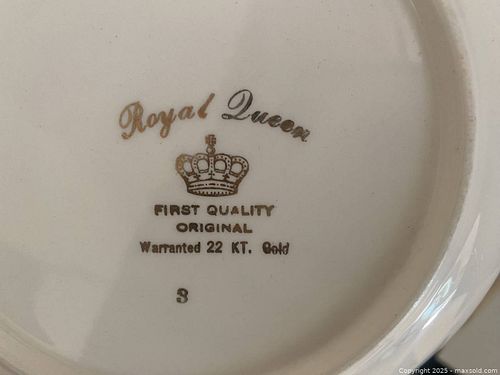 Royal Queen
FIRST QUALITY
ORIGINAL
Warranted 22 KT. Gold
3
Copyright 2025 - maxsold.com